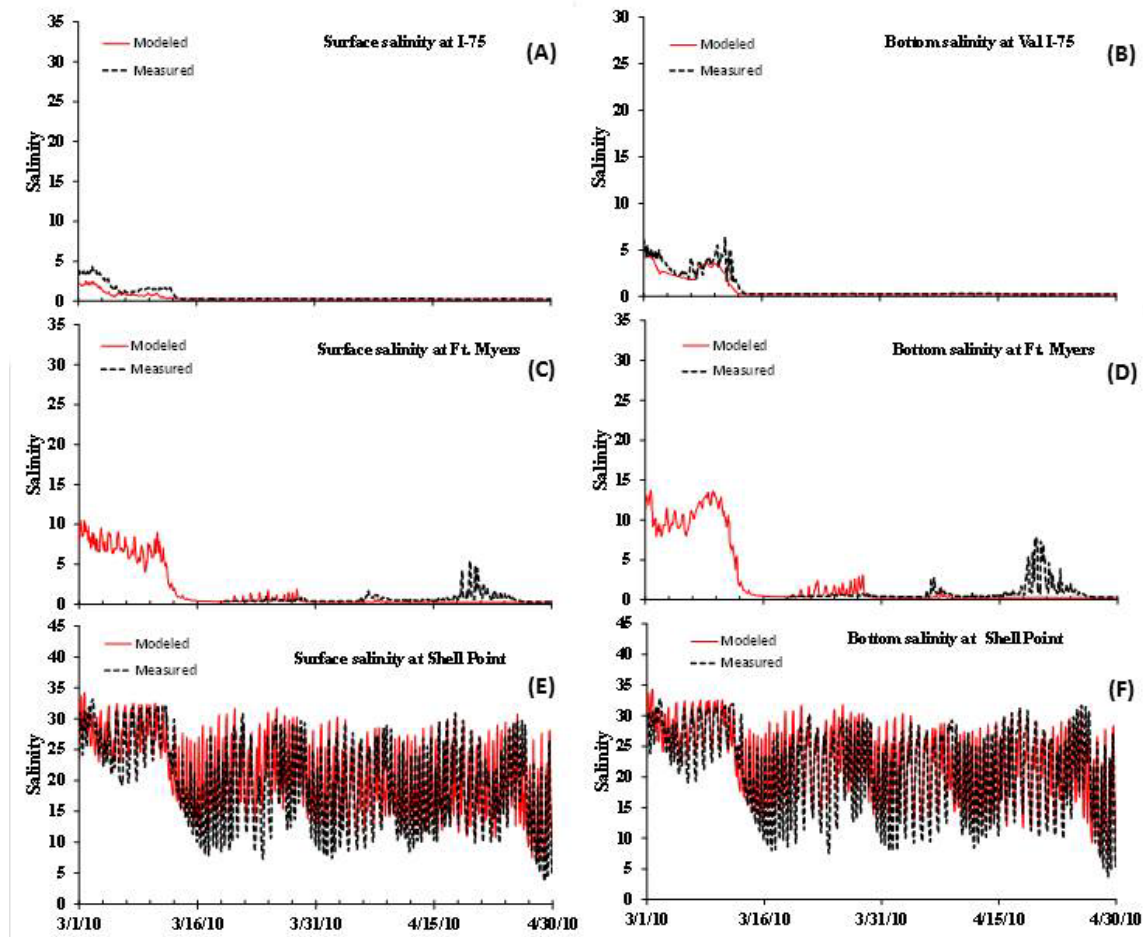 Surface salinity at I-75
(A)
Modeled
Measured
Salinity
35
30
25
20
15
10
5
0
Bottom salinity at Val I-75
(B)
Modeled
Measured
Salinity
30
25
20
15
10
5
0
Surface salinity at Ft. Myers
(C)
Modeled
Measured
Salinity
35
30
25
20
15
10
5
0
Bottom salinity at Ft. Myers
(D)
Modeled
Measured
Salinity
35
30
25
20
15
10
5
0
Surface salinity at Shell Point
(E)
Modeled
Measured
Salinity
45
40
35
30
25
20
15
10
5
0
3/1/10 3/16/10 3/31/10 4/15/10 4/30/10
Bottom salinity at Shell Point
(F)
Modeled
Measured
Salinity
45
40
35
30
25
20
15
10
5
0
3/1/10 3/16/10 3/31/10 4/15/10 4/30/10